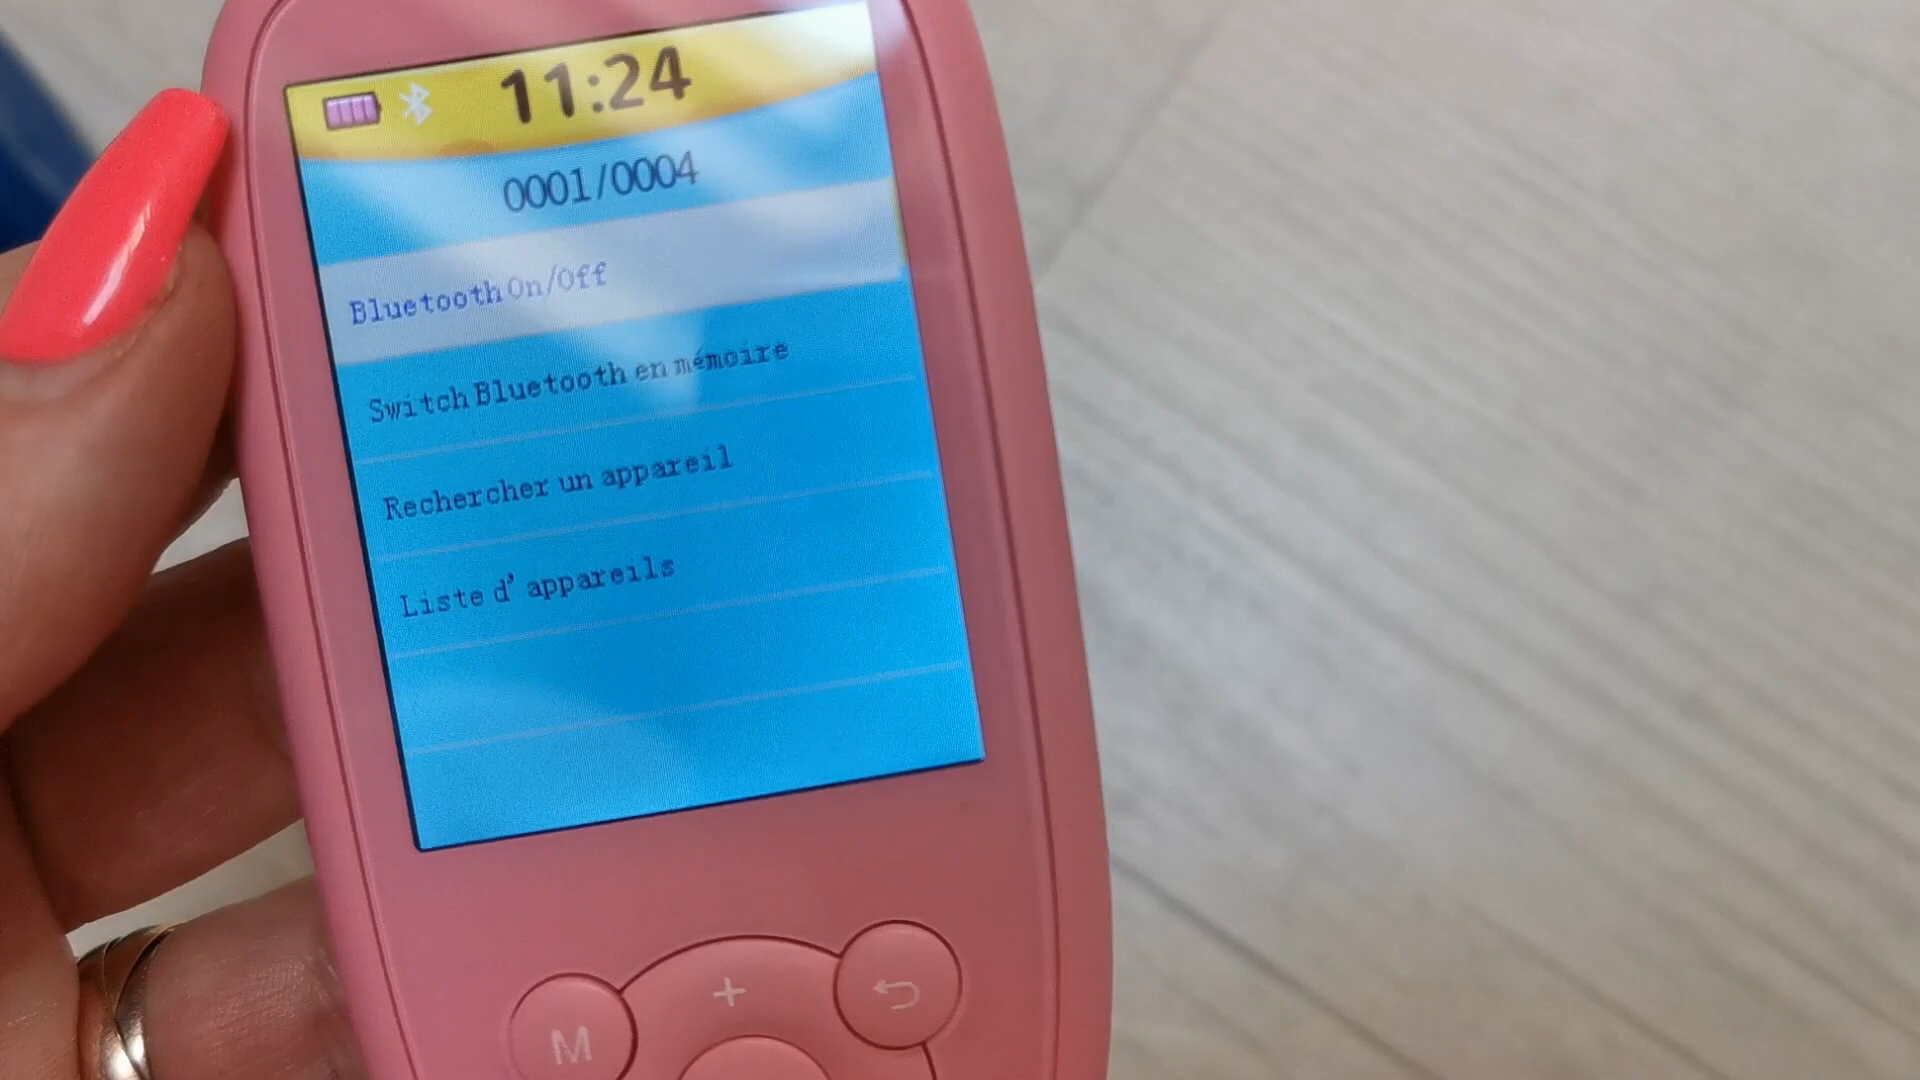 11:24
0001/0004
Bluetooth On/Off
Switch Bluetooth en mémoire
Rechercher un appareil
Liste d' appareils
+
M